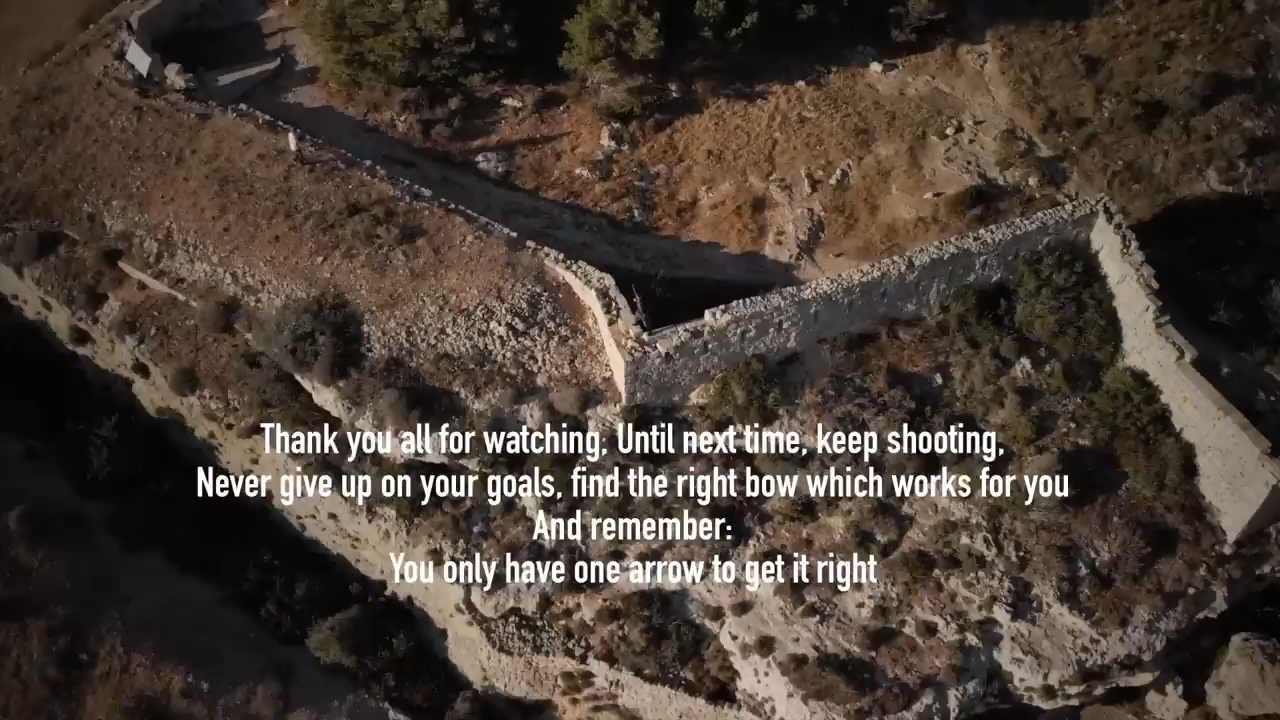 Thank you all for watching, Until next time, keep shooting,
Never give up on your goals, find the right bow which works for you
And remember:
You only have one arrow to get it right